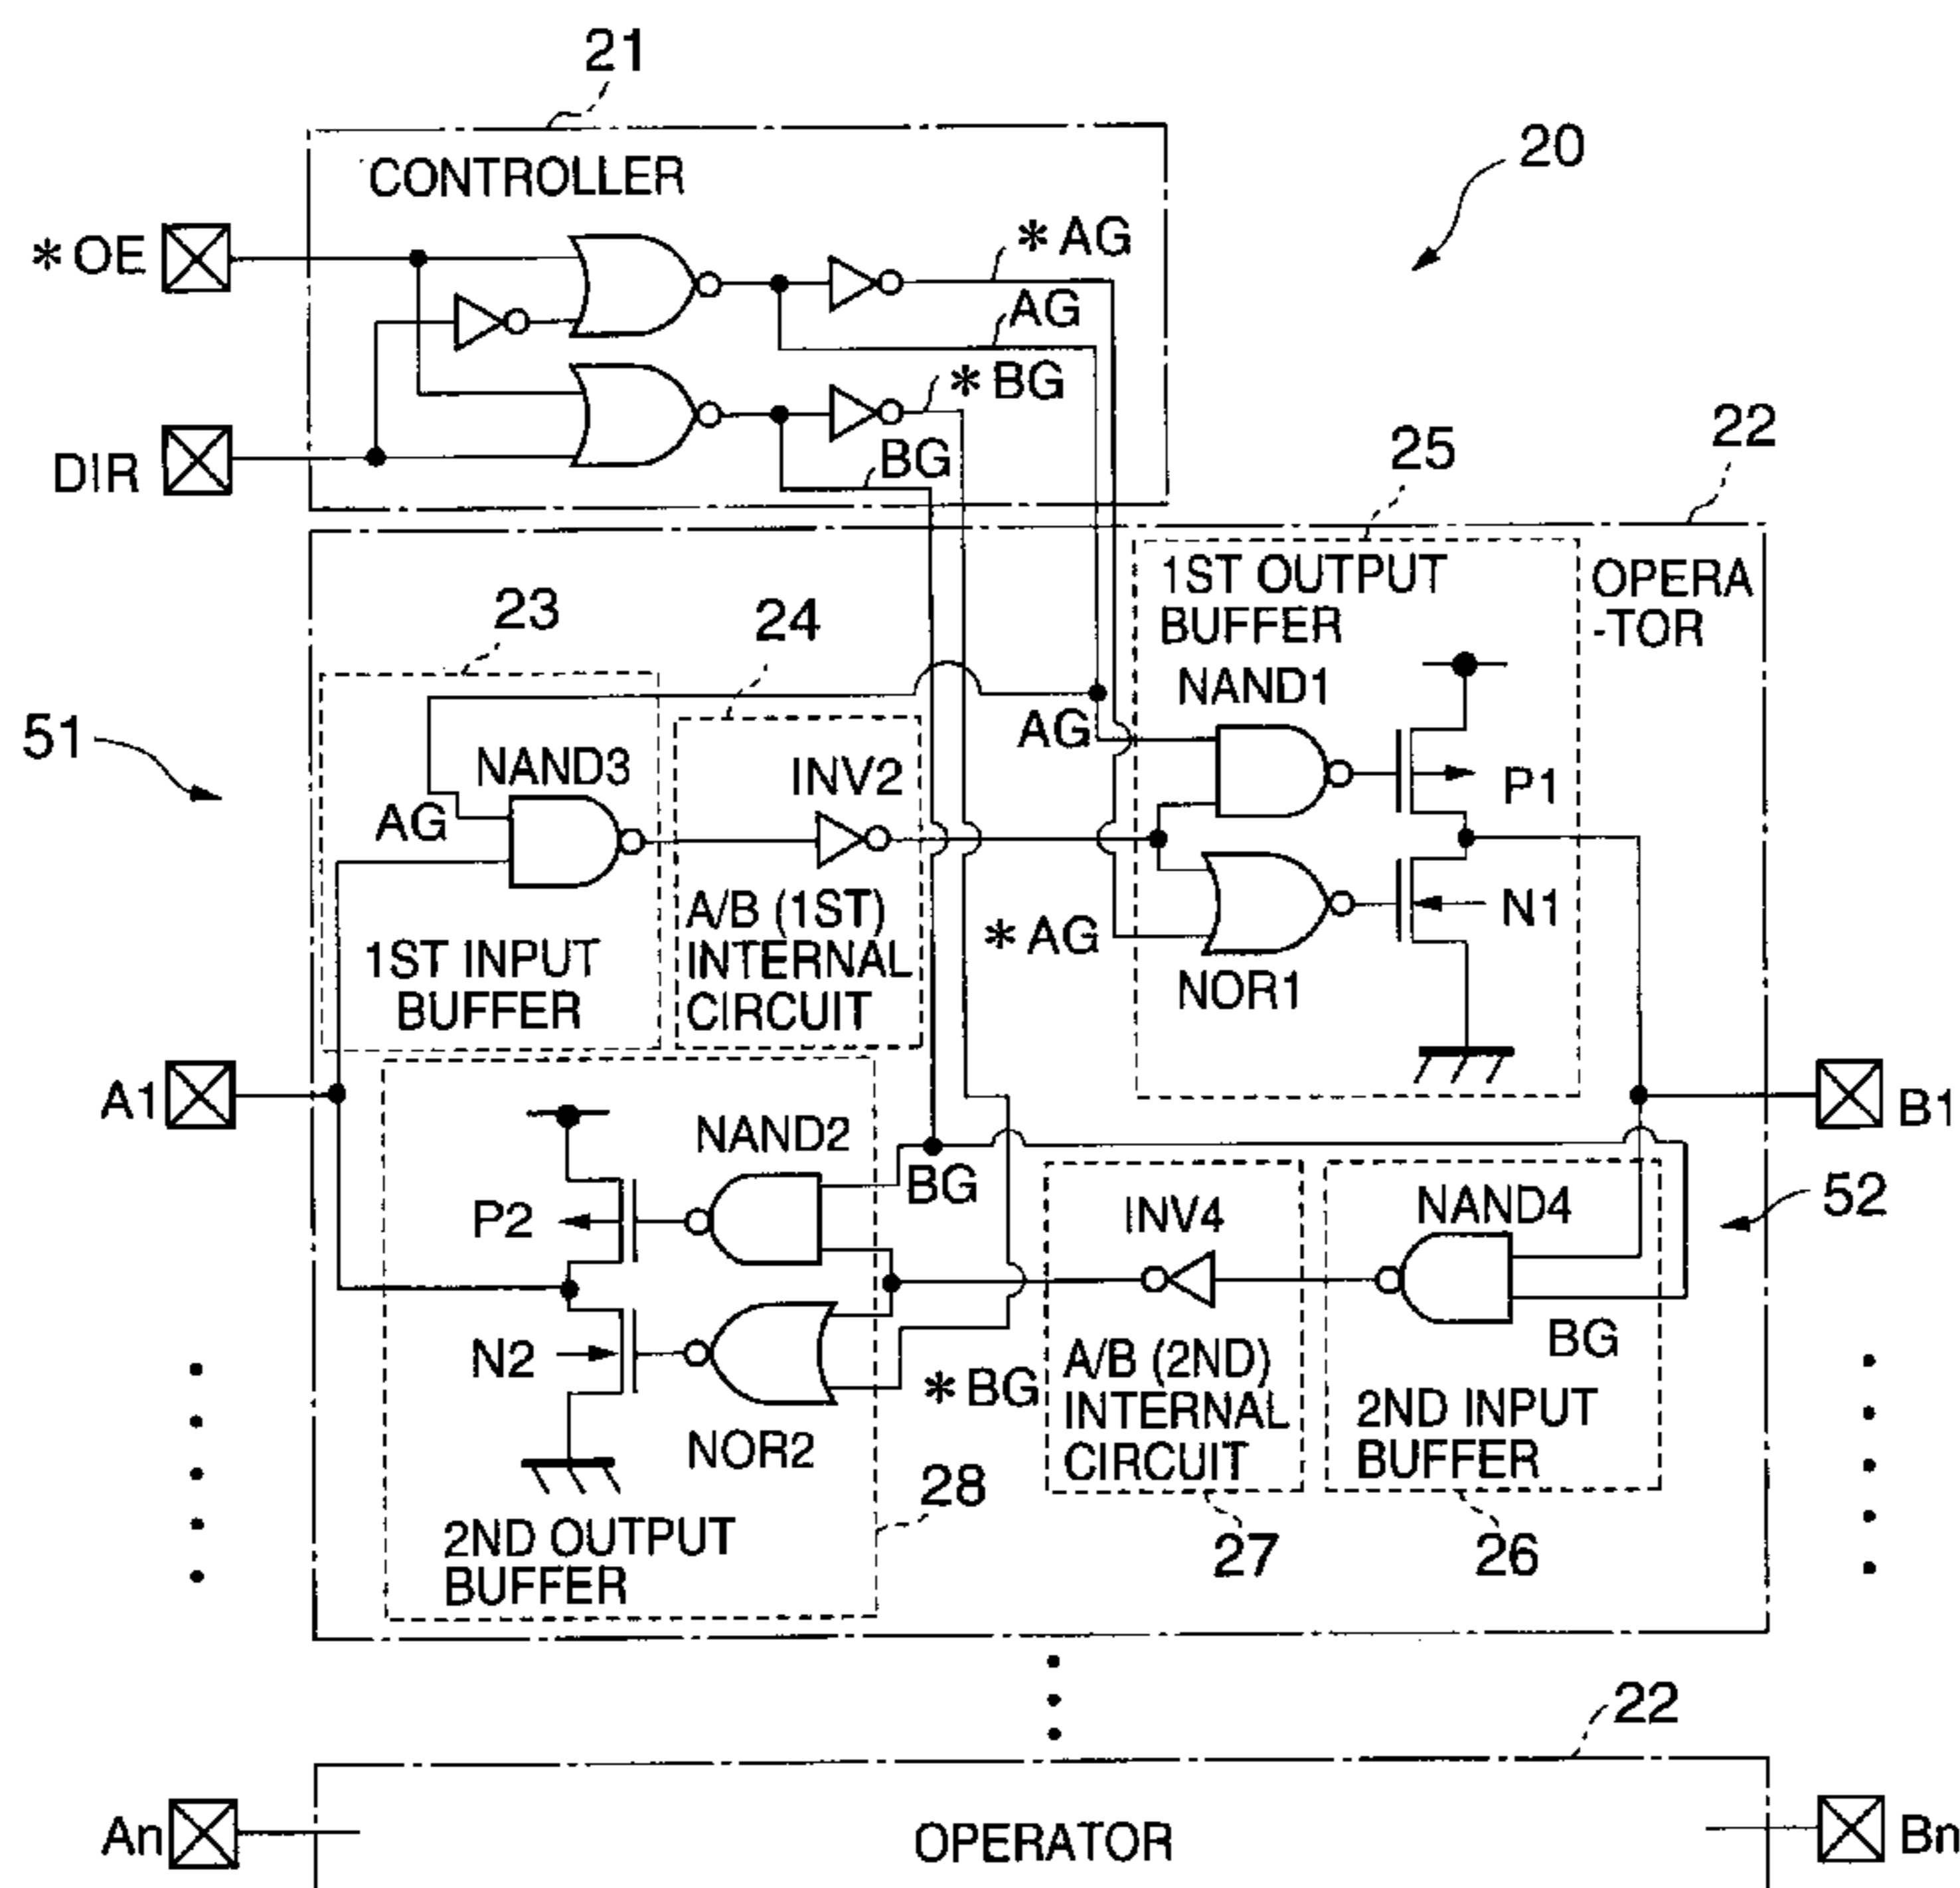 21
CONTROLLER
20
*OE
*AG
AG
*BG
BG
DIR
22
25
1ST OUTPUT
BUFFER
OPERA
-TOR
23
24
51
NAND1
AG
NAND3
INV2
P1
AG
A/B (1ST)
INTERNAL
CIRCUIT
N1
*AG
1ST INPUT
BUFFER
NOR1
A1
B1
NAND2
BG
52
P2
INV4
NAND4
N2
BG
*BG
A/B (2ND)
INTERNAL
CIRCUIT
2ND INPUT
BUFFER
NOR2
28
2ND OUTPUT
BUFFER
27
26
22
An
OPERATOR
Bn